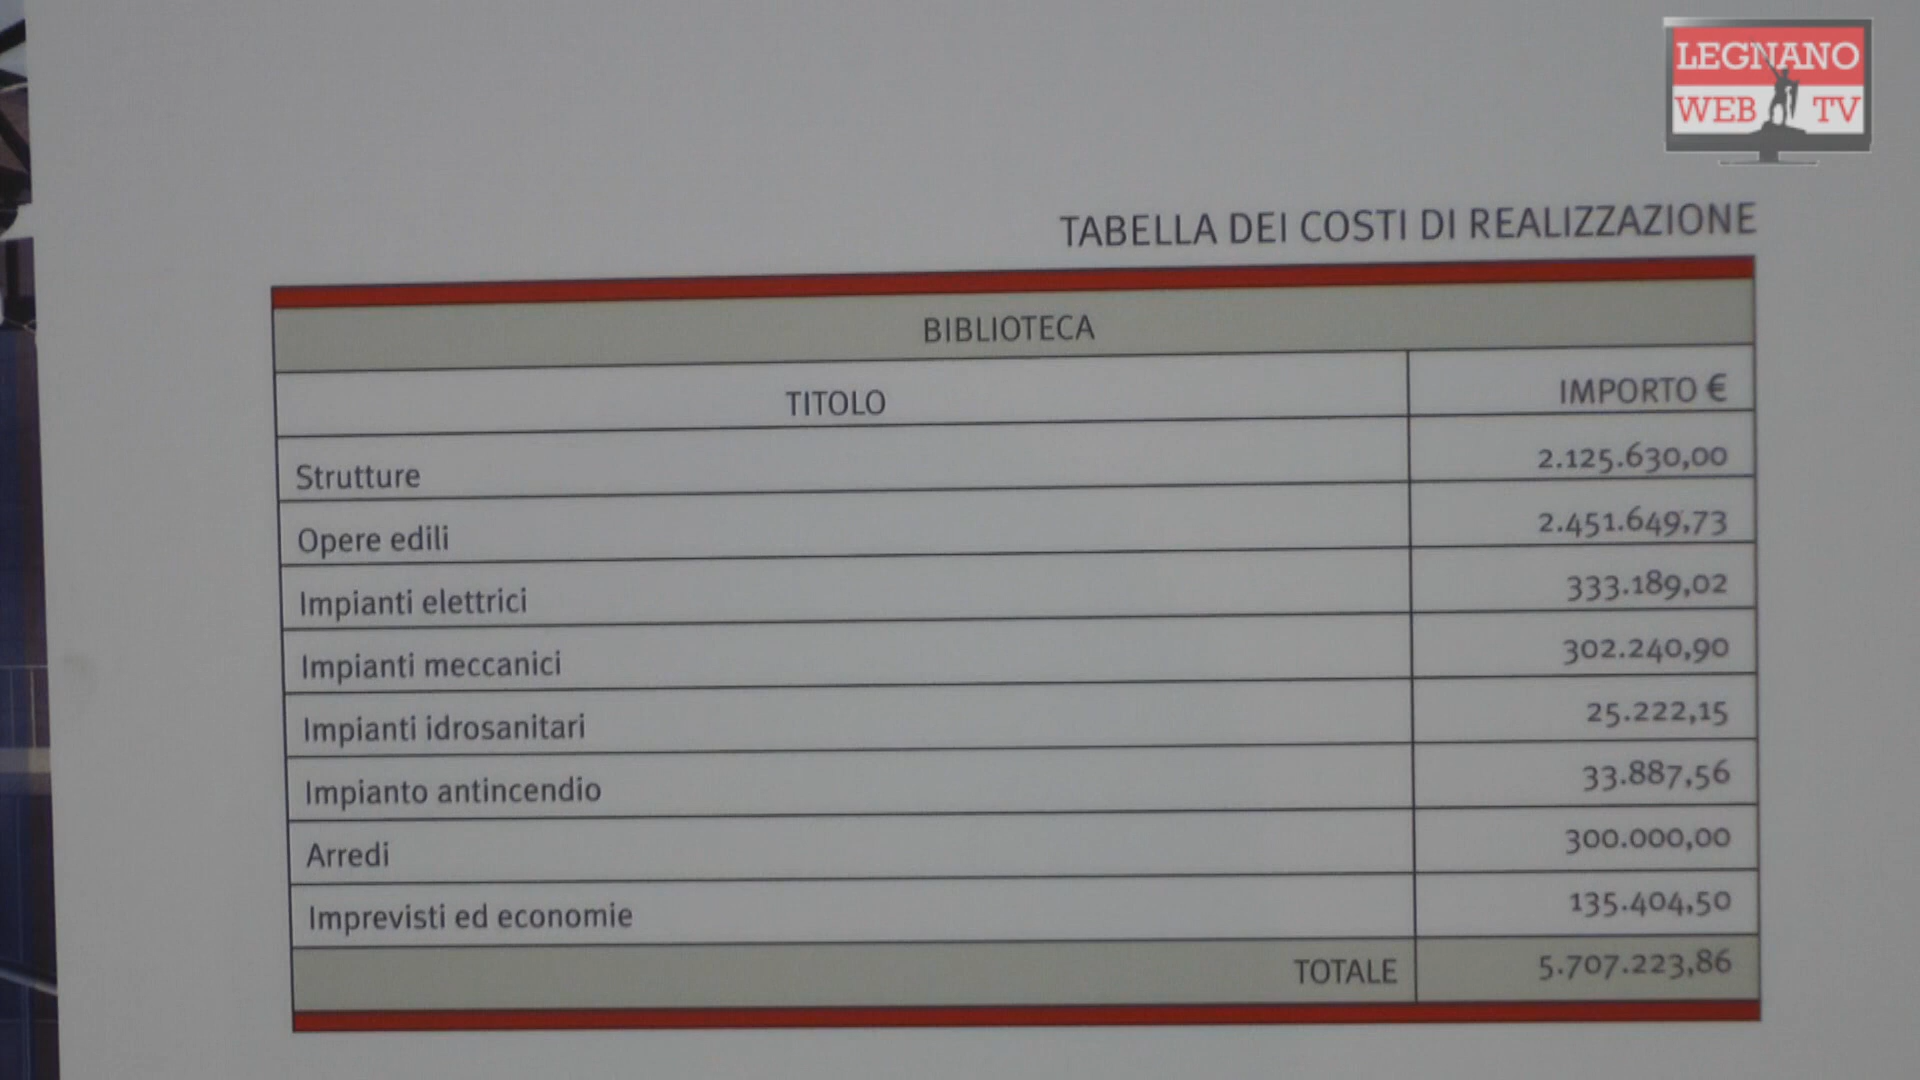 LEGNANO
WEB TV
TABELLA DEI COSTI DI REALIZZAZIONE
BIBLIOTECA
TITOLO IMPORTO €
Strutture 2.125.630,00
Opere edili 2.451.649,73
Impianti elettrici 333.189,02
Impianti meccanici 302.240,90
Impianti idrosanitari 25.222,15
Impianto antincendio 33.887,56
Arredi 300.000,00
Imprevisti ed economie 135.404,50
TOTALE 5.707.223,86